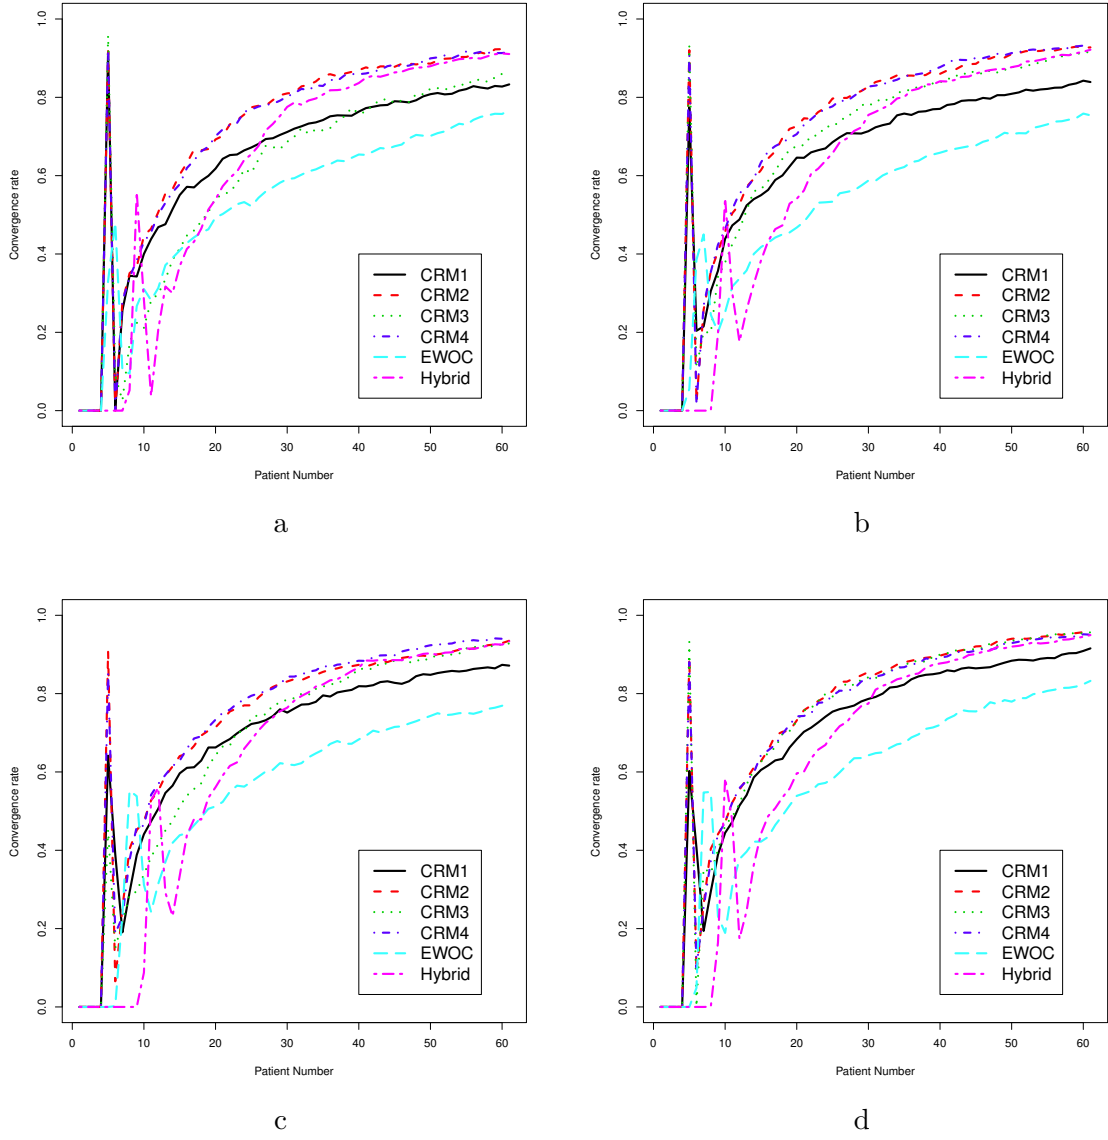 1.0
0.8
0.6
0.4
0.2
0.0
Convergence rate
CRM1
CRM2
CRM3
CRM4
EWOC
Hybrid
0 10 20 30 40 50 60
Patient Number
a
1.0
0.8
0.6
0.4
0.2
0.0
Convergence rate
CRM1
CRM2
CRM3
CRM4
EWOC
Hybrid
0 10 20 30 40 50 60
Patient Number
b
1.0
0.8
0.6
0.4
0.2
0.0
Convergence rate
CRM1
CRM2
CRM3
CRM4
EWOC
Hybrid
0 10 20 30 40 50 60
Patient Number
c
1.0
0.8
0.6
0.4
0.2
0.0
Convergence rate
CRM1
CRM2
CRM3
CRM4
EWOC
Hybrid
0 10 20 30 40 50 60
Patient Number
d